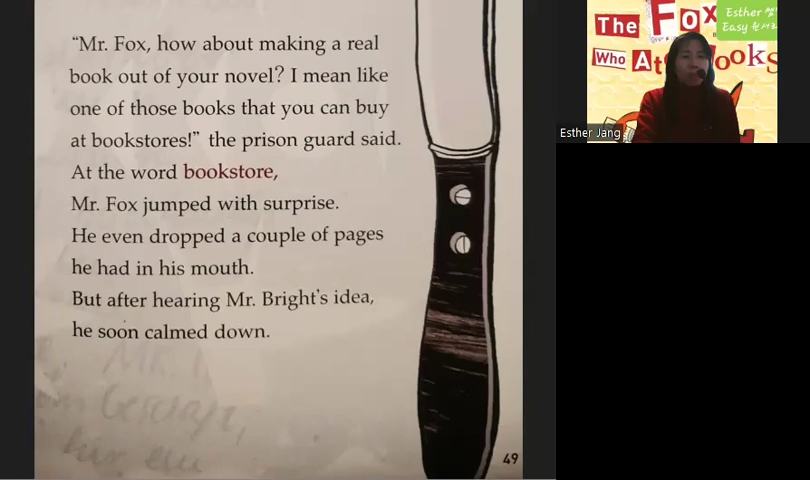 “Mr. Fox, how about making a real
book out of your novel? I mean like
one of those books that you can buy
at bookstores!” the prison guard said.
At the word bookstore,
Mr. Fox jumped with surprise.
He even dropped a couple of pages
he had in his mouth.
But after hearing Mr. Bright's idea,
he soon calmed down.
49
The Fox
Who
Esther
Easy
Esther Jang